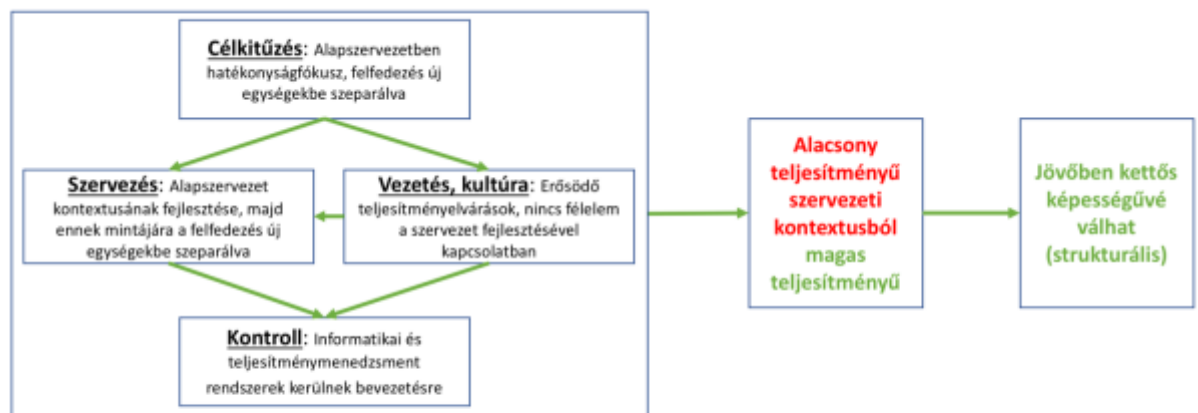 Célkitűzés: Alapszervezetben
hatékonyságfókusz, felfedezés új
egységekbe szeparálva
Szervezés: Alapszervezet
kontextusának fejlesztése, majd
ennek mintájára a felfedezés új
egységekbe szeparálva
Vezetés, kultúra: Erősödő
teljesítményelvárások, nincs félelem
a szervezet fejlesztésével
kapcsolatban
Kontroll: Informatikai és
teljesítménymenedzsment
rendszerek kerülnek bevezetésre
Alacsony
teljesítményű
szervezeti
kontextusból
magas
teljesítményű
Jövőben kettős
képességűvé
válhat
(strukturális)